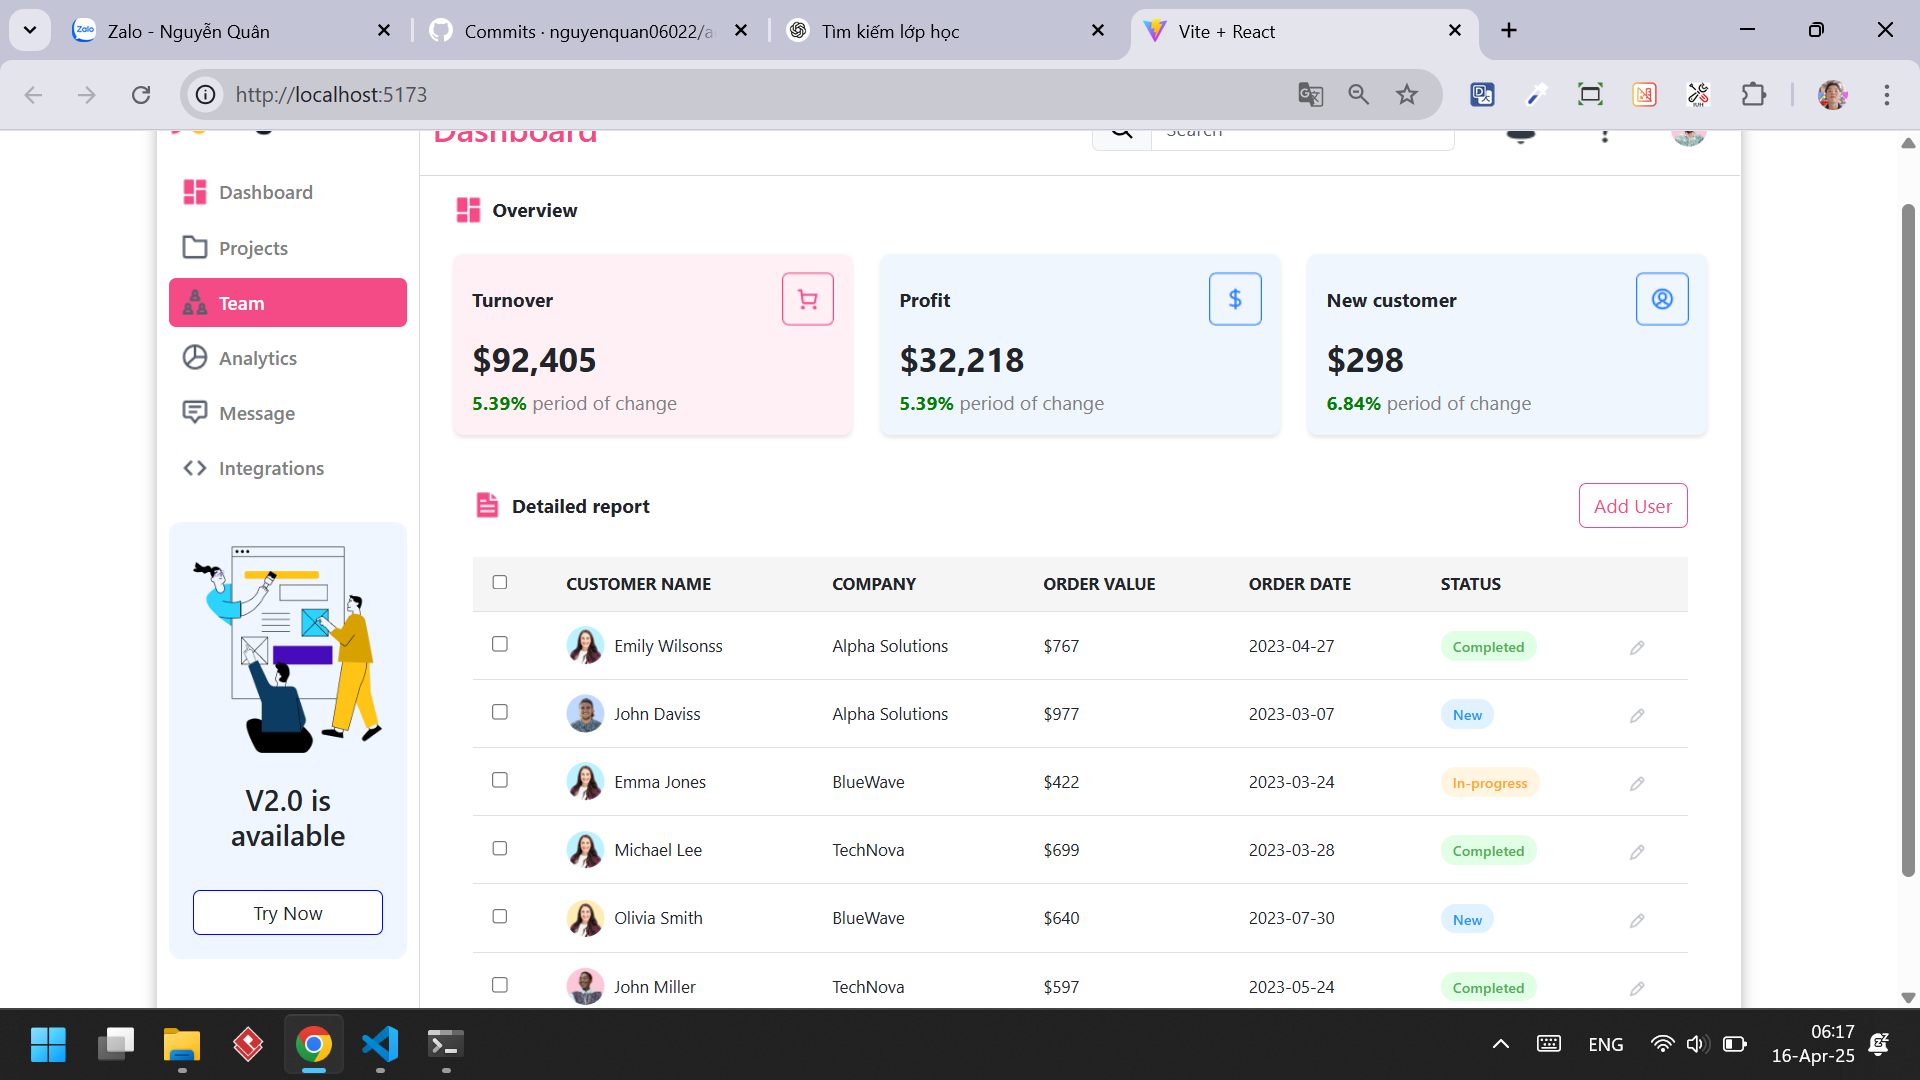 Zalo - Nguyễn Quân
Commits · nguyenquan06022/a
Tìm kiếm lớp học
Vite + React
http://localhost:5173
Dashboard
Search
Dashboard
Projects
Team
Analytics
Message
Integrations
V2.0 is
available
Try Now
Overview
Turnover
$92,405
5.39% period of change
Profit
$
$32,218
5.39% period of change
New customer
$298
6.84% period of change
Detailed report
Add User
CUSTOMER NAME COMPANY ORDER VALUE ORDER DATE STATUS
Emily Wilsonss Alpha Solutions $767 2023-04-27 Completed
John Daviss Alpha Solutions $977 2023-03-07 New
Emma Jones BlueWave $422 2023-03-24 In-progress
Michael Lee TechNova $699 2023-03-28 Completed
Olivia Smith BlueWave $640 2023-07-30 New
John Miller TechNova $597 2023-05-24 Completed
ENG
06:17
16-Apr-25